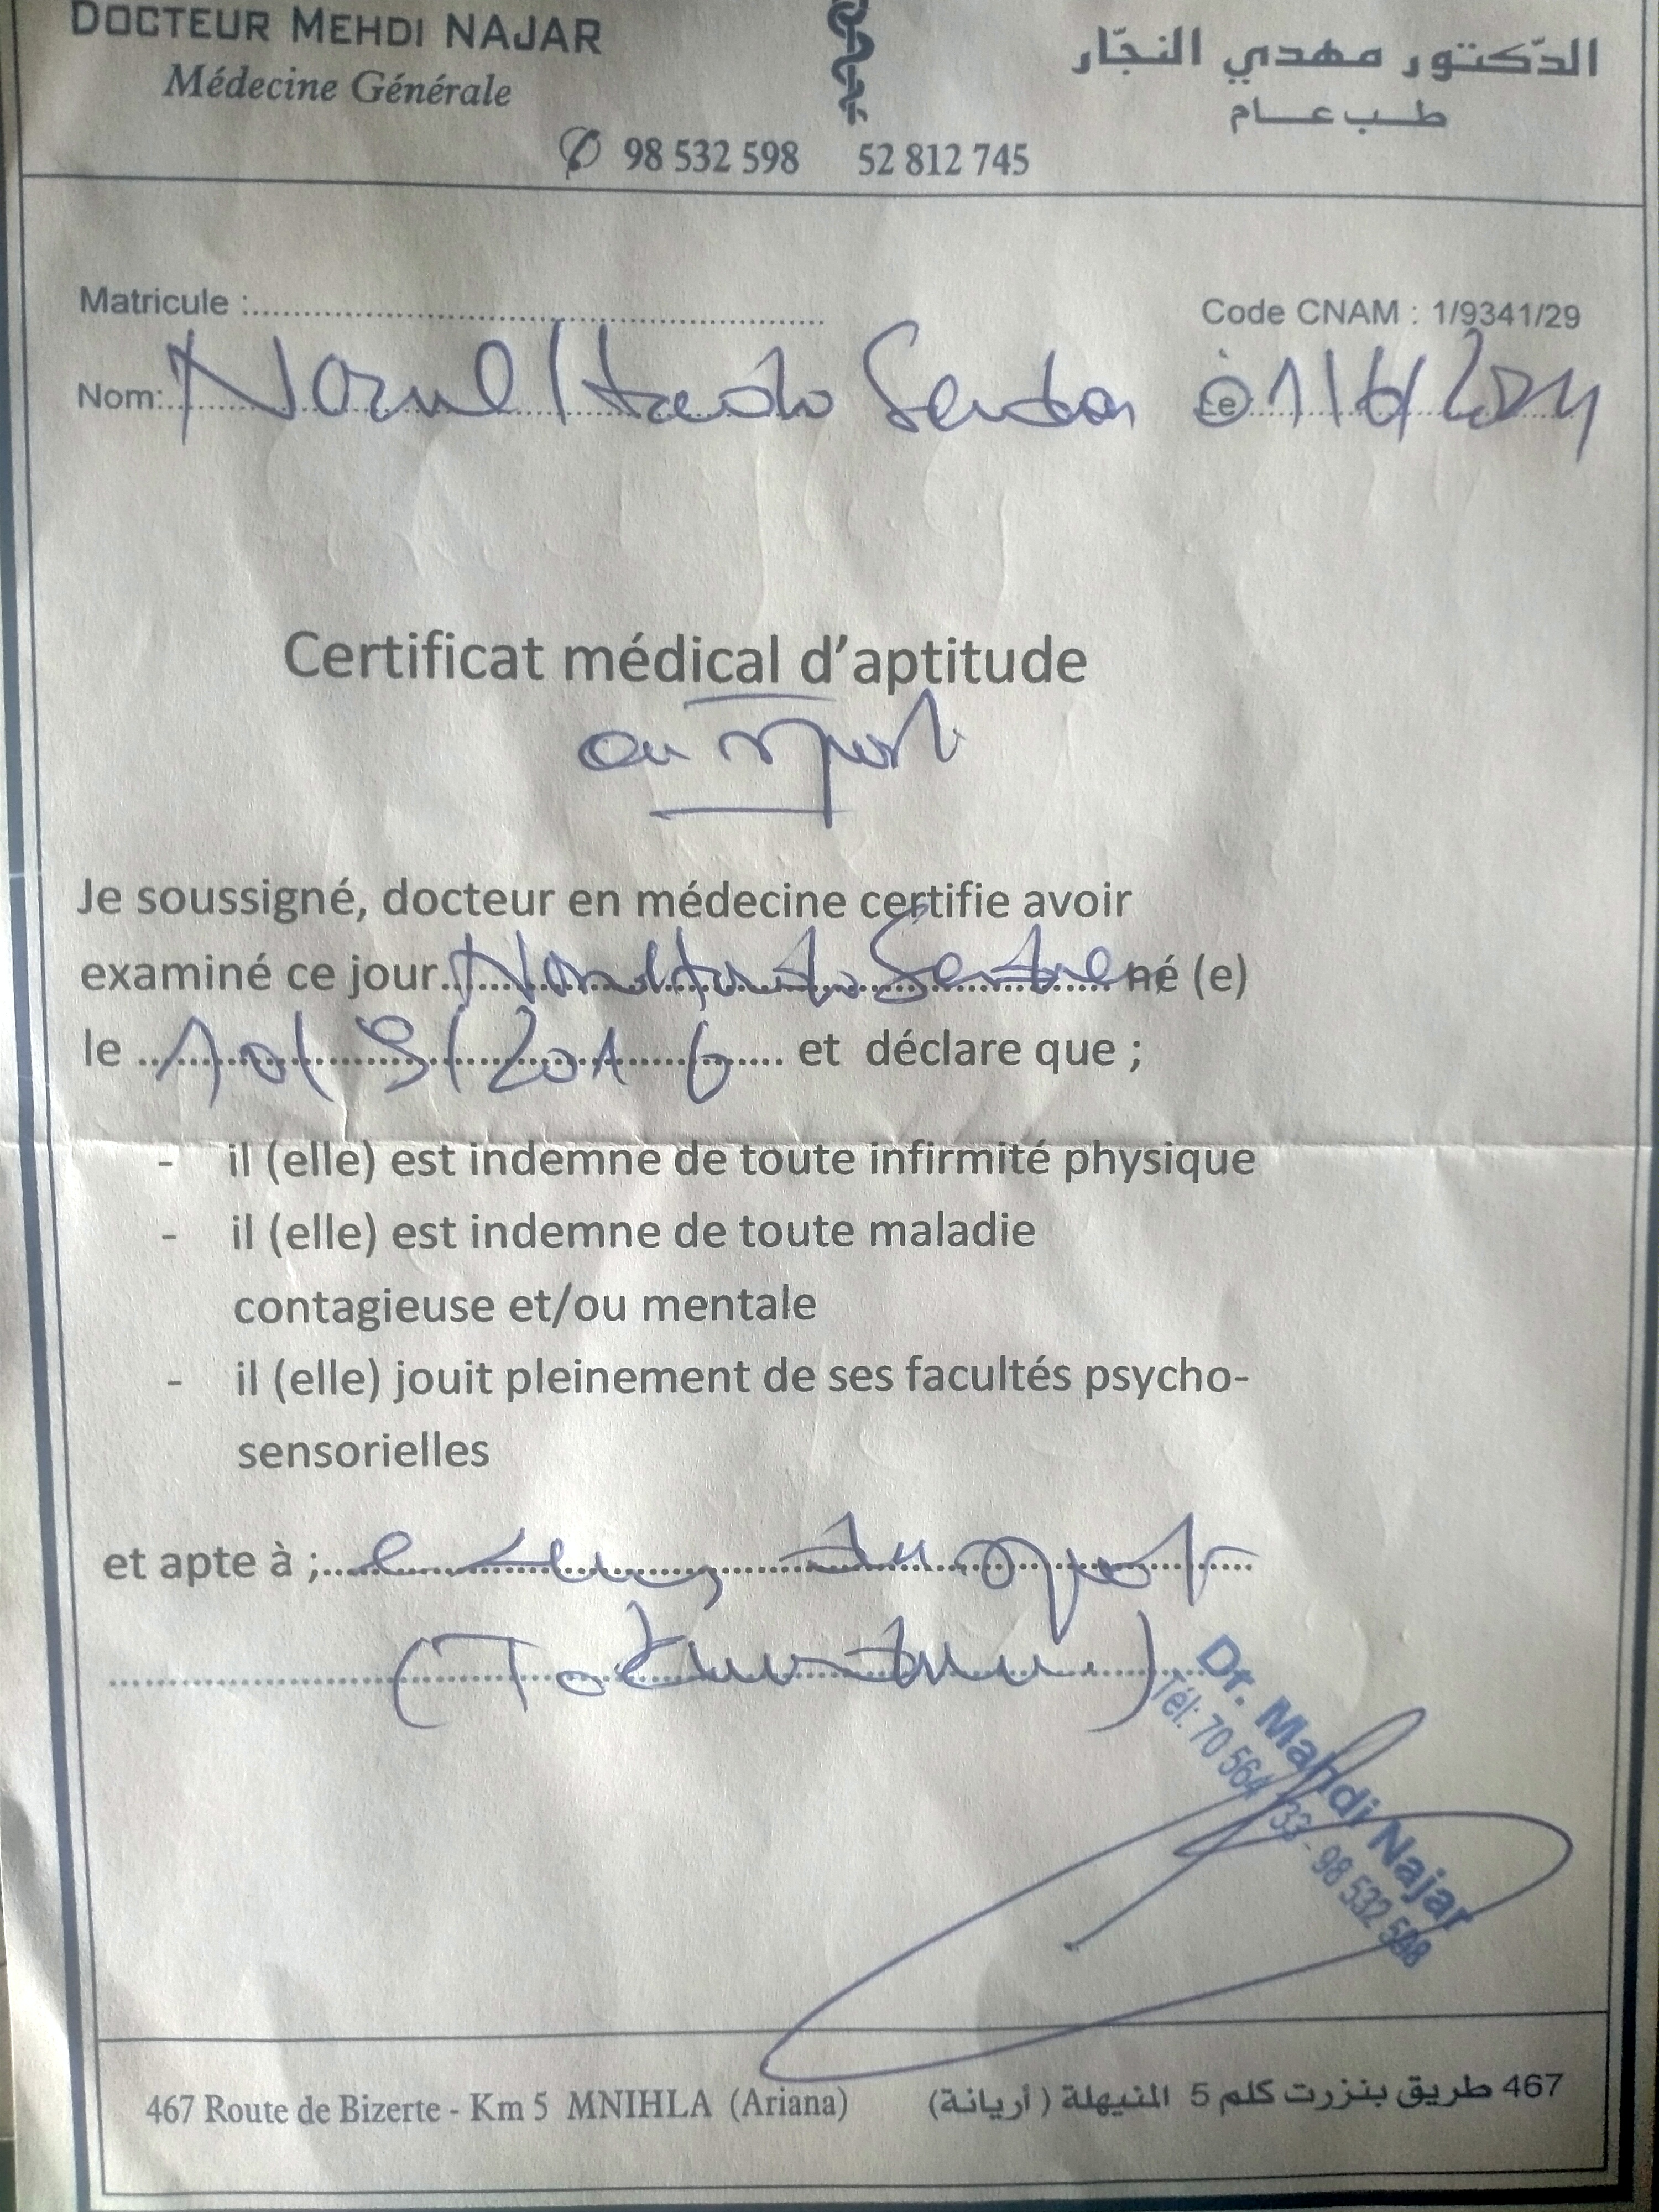 DOCTEUR MEHDI NAJAR
Médecine Générale
الدّكتور مهدي النجّار
طب عام
98 532 598 52 812 745
Matricule :
Code CNAM : 1/9341/29
Nom:
Le
Certificat médical d'aptitude
au sport
Je soussigné, docteur en médecine certifie avoir
examiné ce jour né (e)
le et déclare que ;
- il (elle) est indemne de toute infirmité physique
- il (elle) est indemne de toute maladie
contagieuse et/ou mentale
- il (elle) jouit pleinement de ses facultés psycho-
sensorielles
et apte à ; du sport
Dr. Mahdi Najar
Tél: 70 564 - 98 532 598
467 Route de Bizerte - Km 5 MNIHLA (Ariana)
467 طريق بنزرت كلم 5 المنيهلة (أريانة)